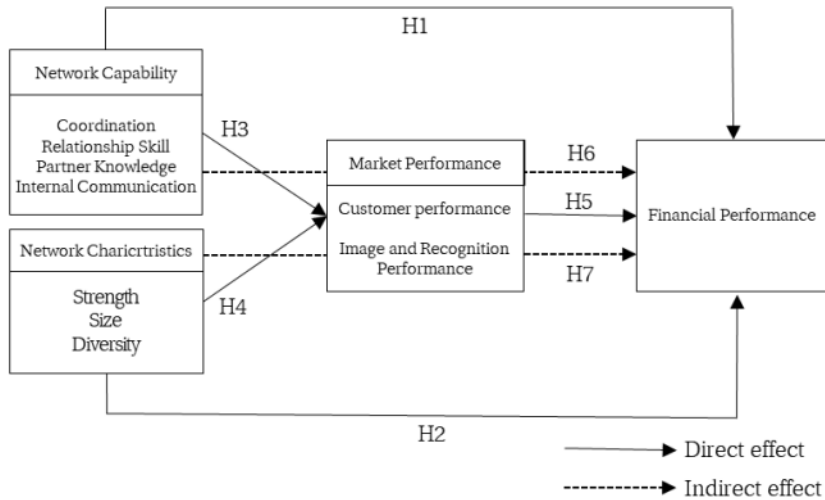 H1
Network Capability
Coordination
Relationship Skill
Partner Knowledge
Internal Communication
H3
Market Performance
Customer performance
Image and Recognition
Performance
H6
H5
H7
Financial Performance
Network Charicrtristics
Strength
Size
Diversity
H4
H2
Direct effect
Indirect effect